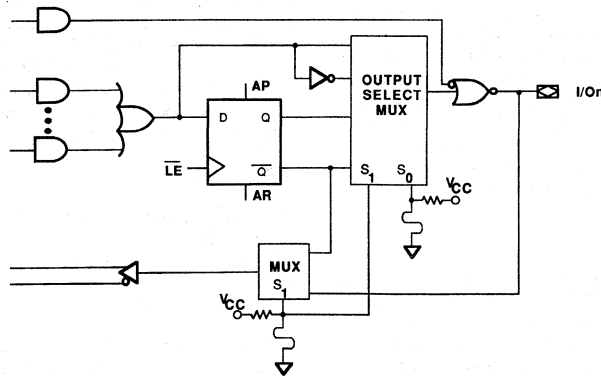 AP
OUTPUT
SELECT
MUX
I/On
D
Q
LE
Q
AR
S1
S0
VCC
MUX
S1
VCC